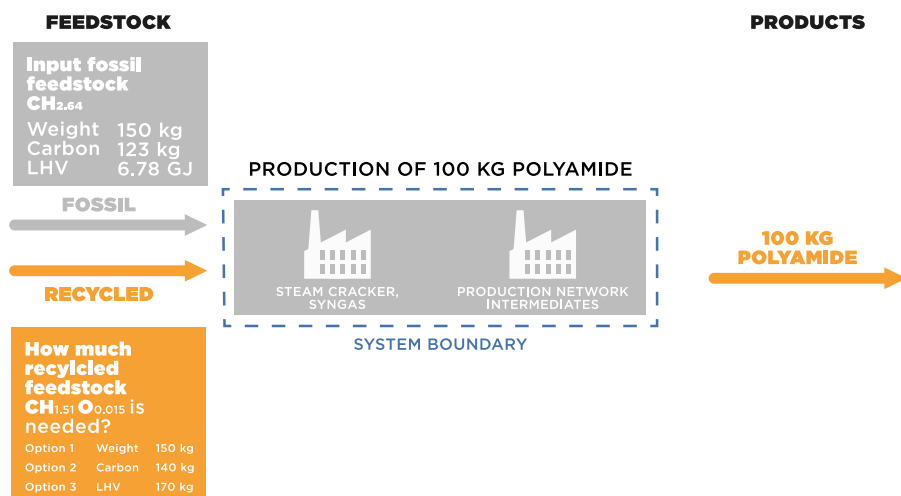 FEEDSTOCK
Input fossil
feedstock
CH2.64
Weight 150 kg
Carbon 123 kg
LHV 6.78 GJ
FOSSIL
RECYCLED
How much
recylcled
feedstock
CH1.51 O0.015 is
needed?
Option 1 Weight 150 kg
Option 2 Carbon 140 kg
Option 3 LHV 170 kg
PRODUCTION OF 100 KG POLYAMIDE
STEAM CRACKER,
SYNGAS
PRODUCTION NETWORK
INTERMEDIATES
SYSTEM BOUNDARY
PRODUCTS
100 KG
POLYAMIDE